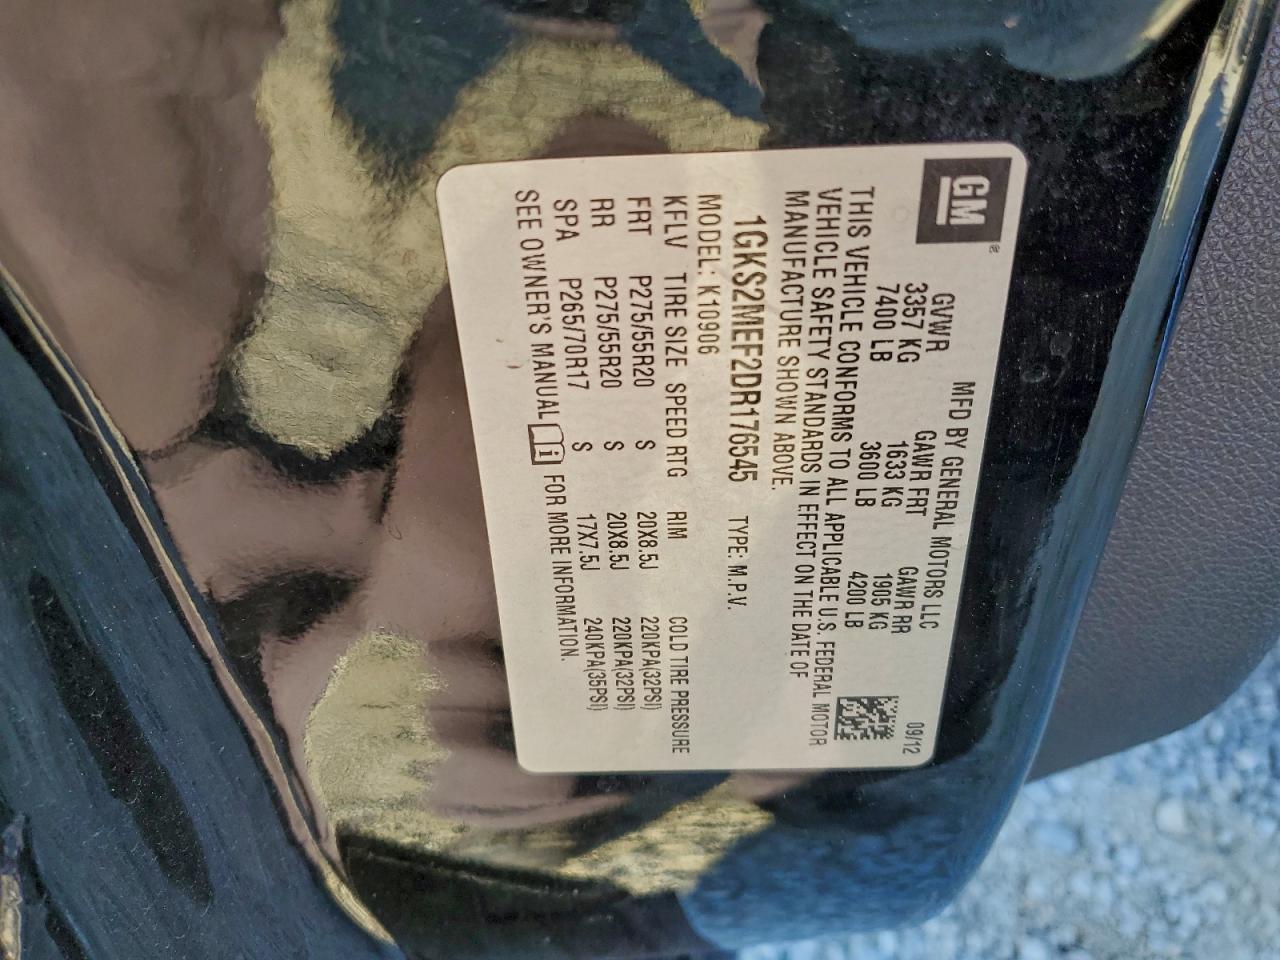 GM®
MFD BY GENERAL MOTORS LLC 09/12
GVWR GAWR FRT GAWR RR
3357 KG 1633 KG 1905 KG
7400 LB 3600 LB 4200 LB
THIS VEHICLE CONFORMS TO ALL APPLICABLE U.S. FEDERAL MOTOR
VEHICLE SAFETY STANDARDS IN EFFECT ON THE DATE OF
MANUFACTURE SHOWN ABOVE.
1GKS2MEF2DR176545 TYPE: M.P.V.
MODEL: K10906
KFLV TIRE SIZE SPEED RTG RIM COLD TIRE PRESSURE
FRT P275/55R20 S 20X8.5J 220KPA(32PSI)
RR P275/55R20 S 20X8.5J 220KPA(32PSI)
SPA P265/70R17 S 17X7.5J 240KPA(35PSI)
SEE OWNER'S MANUAL i FOR MORE INFORMATION.